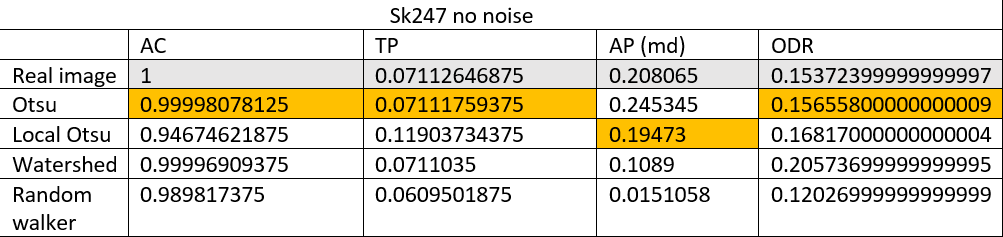 Sk247 no noise
AC TP AP (md) ODR
Real image 1 0.07112646875 0.208065 0.15372399999999997
Otsu 0.99998078125 0.07111759375 0.245345 0.15655800000000009
Local Otsu 0.94674621875 0.11903734375 0.19473 0.16817000000000004
Watershed 0.99996909375 0.0711035 0.1089 0.20573699999999995
Random 0.989817375 0.0609501875 0.0151058 0.12026999999999999
walker